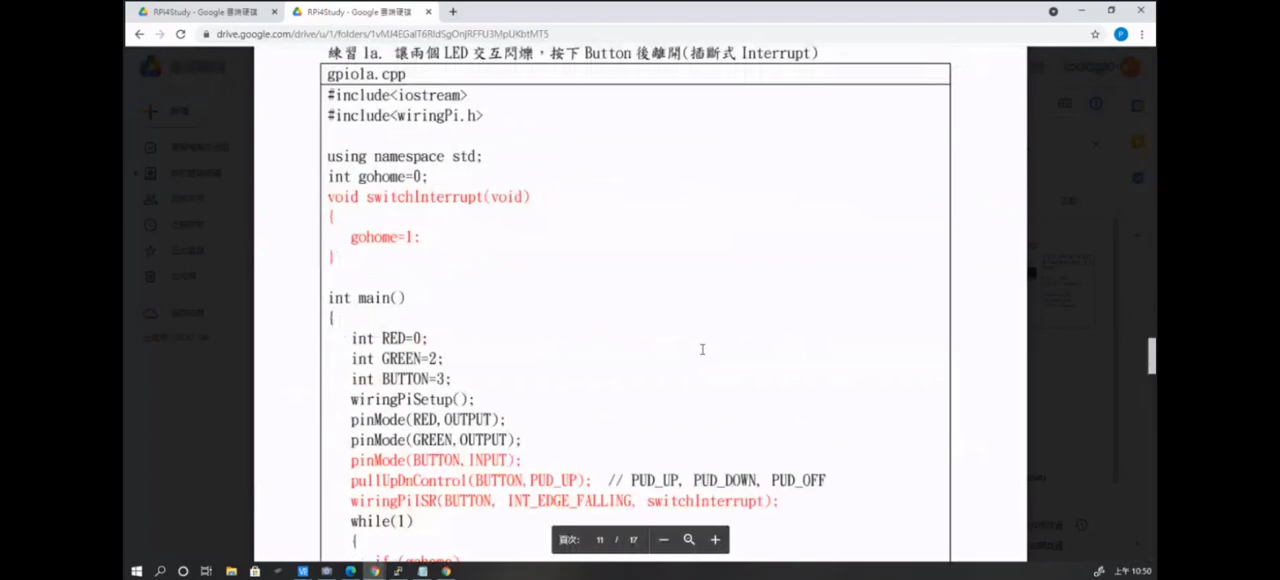 RPi4Study - Google 雲端硬碟
RPi4Study - Google 雲端硬碟
drive.google.com/drive/u/1/folders/1vMJ4EGalT6RldSgOnjRFFU3MpUKbtMT5
練習 1a. 讓兩個 LED 交互閃爍，按下 Button 後離開(插斷式 Interrupt)
gpio1a.cpp
#include<iostream>
#include<wiringPi.h>
using namespace std;
int gohome=0;
void switchInterrupt(void)
{
gohome=1;
}
int main()
{
int RED=0;
int GREEN=2;
int BUTTON=3;
wiringPiSetup();
pinMode(RED,OUTPUT);
pinMode(GREEN,OUTPUT);
pinMode(BUTTON,INPUT);
pullUpDnControl(BUTTON,PUD_UP); // PUD_UP, PUD_DOWN, PUD_OFF
wiringPiISR(BUTTON, INT_EDGE_FALLING, switchInterrupt);
while(1)
{
if (gohome)
頁次: 11 / 17
上午 10:50